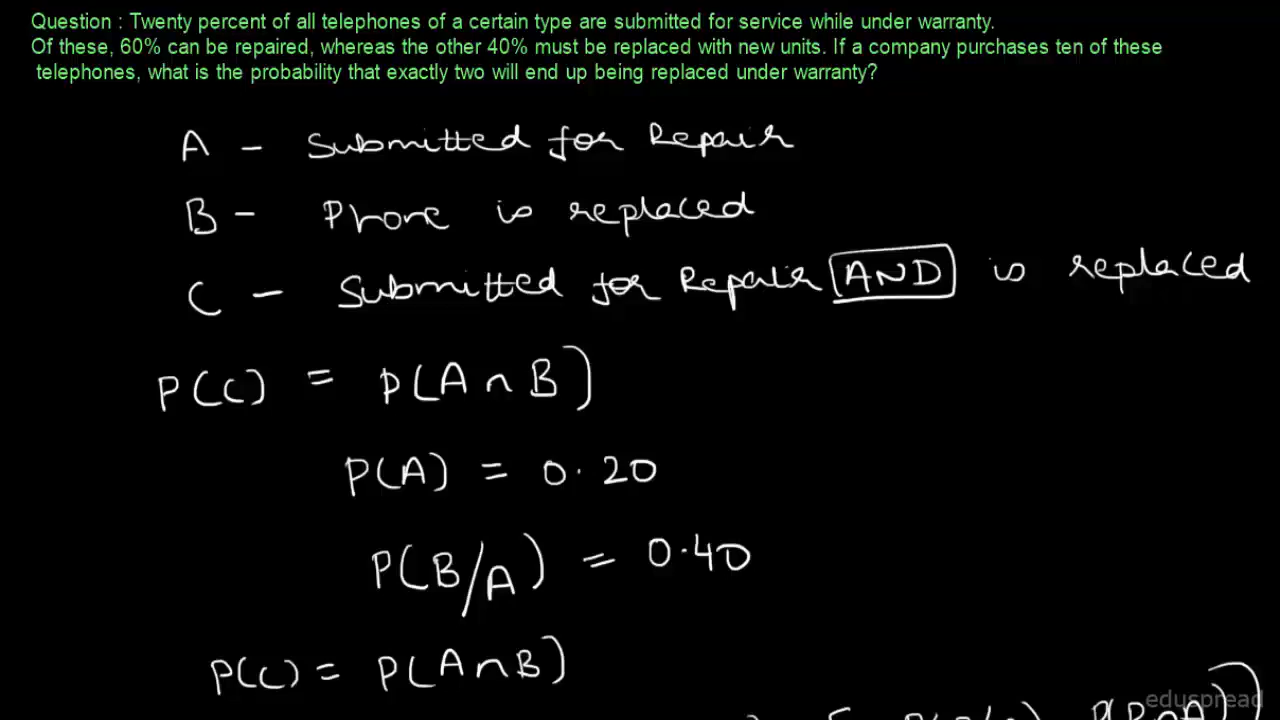 Question : Twenty percent of all telephones of a certain type are submitted for service while under warranty.
Of these, 60% can be repaired, whereas the other 40% must be replaced with new units. If a company purchases ten of these
telephones, what is the probability that exactly two will end up being replaced under warranty?
A - Submitted for Repair
B - Phone is replaced
C - Submitted for Repair AND is replaced
P(C) = P(A ∩ B)
P(A) = 0.20
P(B/A) = 0.40
P(C) = P(A ∩ B)
eduspread